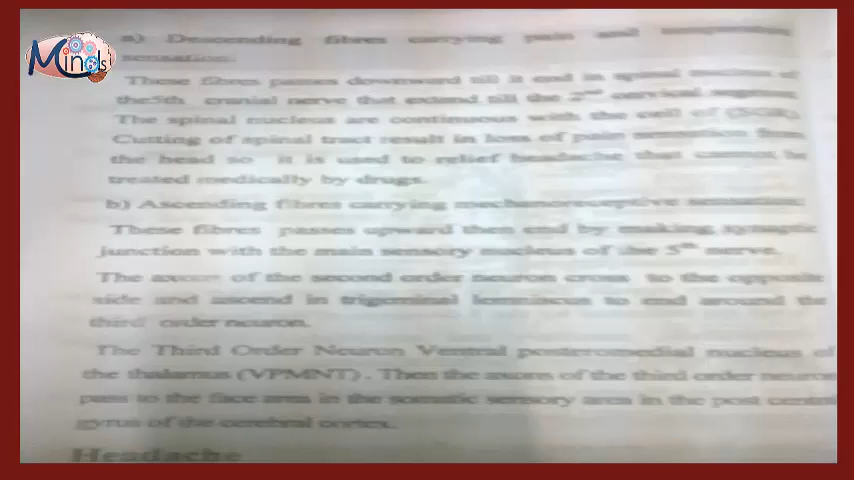 Minds
a) Descending fibres carrying pain and temperature
sensation:
These fibres passes downward till it end in spinal nucleus of
the5th cranial nerve that extend till the 2nd cervical segment
The spinal nucleus are continuous with the cell of (SGR).
Cutting of spinal tract result in loss of pain sensation from
the head so it is used to relief headache that cannot be
treated medically by drugs.
b) Ascending fibres carrying mechanoreceptive sensation:
These fibres passes upward then end by making synaptic
junction with the main sensory nucleus of the 5th nerve.
The axons of the second order neuron cross to the opposite
side and ascend in trigeminal lemniscus to end around the
third order neuron.
The Third Order Neuron Ventral posteromedial nucleus of
the thalamus (VPMNT). Then the axons of the third order neuron
pass to the face area in the somatic sensory area in the post central
gyrus of the cerebral cortex.
Headache